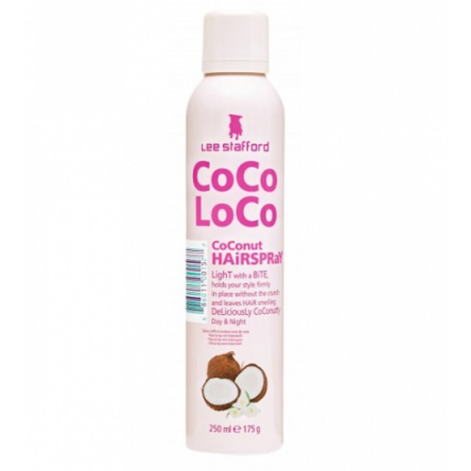 Lee Stafford
CoCo
LoCo
CoConut
HAiRSPRaY
LighT with a BiTE,
holds your style firmly
in place without the crunch
and leaves HAiR smelling
DeLiciousLy CoConutty
Day & Night
250 ml e 175 g